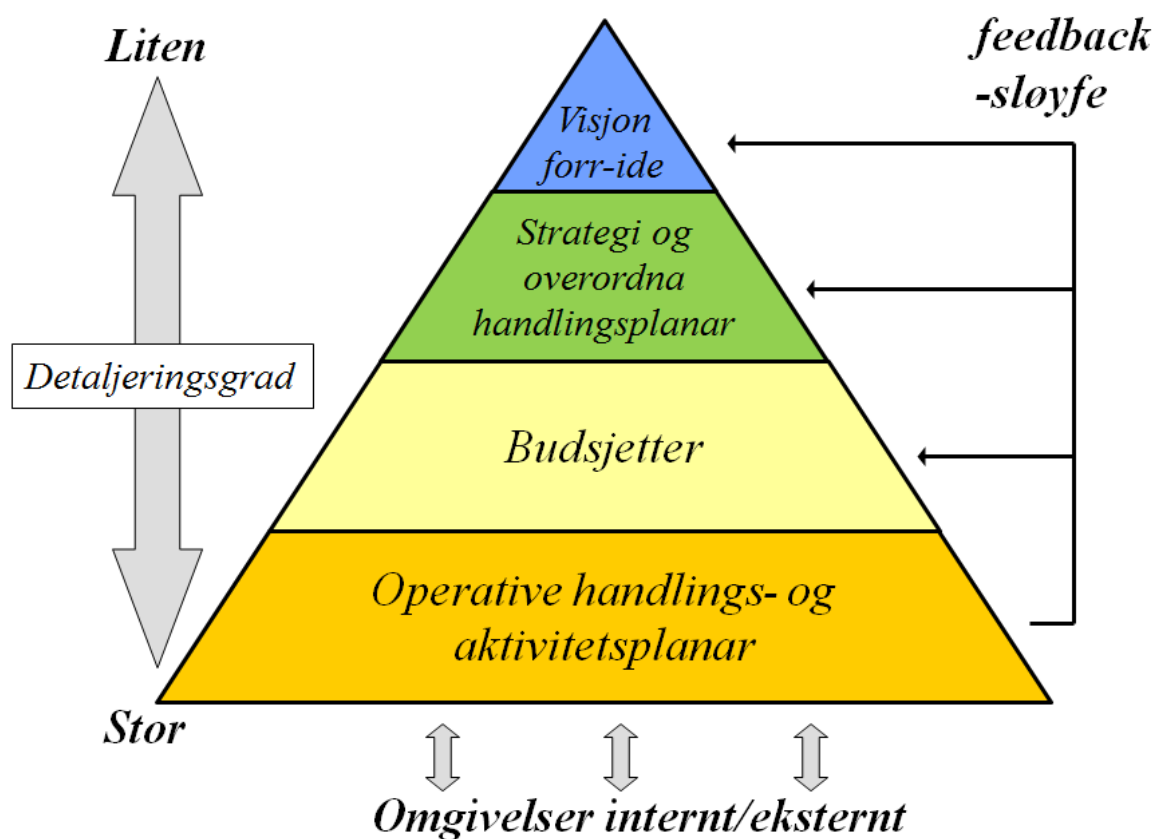 Liten
feedback
-sløyfe
Visjon
forr-ide
Strategi og
overordna
handlingsplanar
Detaljeringsgrad
Budsjetter
Operative handlings- og
aktivitetsplanar
Stor
Omgivelser internt/eksternt